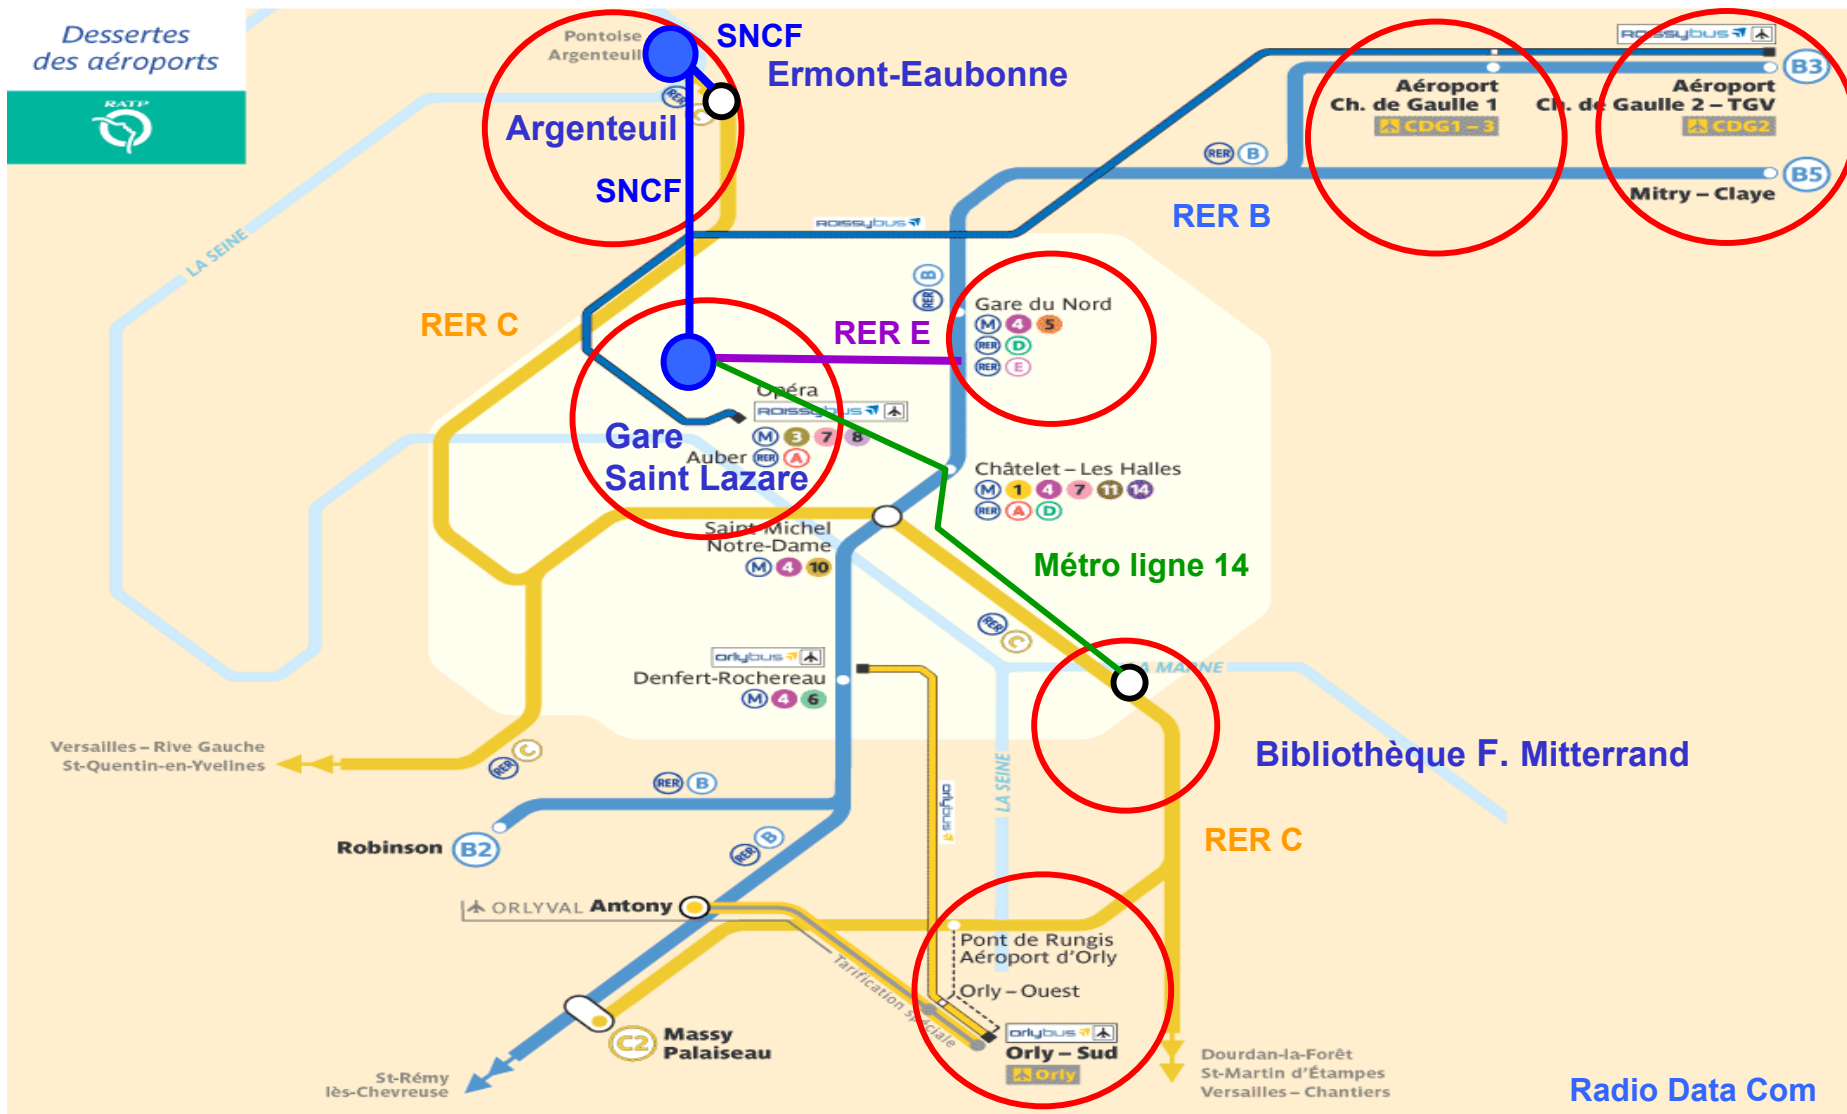 Dessertes
des aéroports
RATP
Pontoise
Argenteuil
SNCF
Ermont-Eaubonne
RER
C
Argenteuil
SNCF
roissybus
B3
Aéroport
Ch. de Gaulle 1
CDG1 – 3
Aéroport
Ch. de Gaulle 2 – TGV
CDG2
RER B
B5
Mitry – Claye
RER B
LA SEINE
roissybus
RER B
RER C
RER E
Gare du Nord
M 4 5
RER D
RER E
Opéra
roissybus
M 3 7 8
Auber RER A
Gare
Saint Lazare
Châtelet – Les Halles
M 1 4 7 11 14
RER A D
Saint-Michel
Notre-Dame
M 4 10
Métro ligne 14
RER C
orlybus
Denfert-Rochereau
M 4 6
LA MARNE
Versailles – Rive Gauche
St-Quentin-en-Yvelines
RER C
Bibliothèque F. Mitterrand
LA SEINE
RER B
orlybus
Robinson B2
RER B
RER C
ORLYVAL Antony
Pont de Rungis
Aéroport d'Orly
Tarification spéciale
Orly – Ouest
orlybus
Orly – Sud
Orly
C2
Massy
Palaiseau
St-Rémy
lès-Chevreuse
Dourdan-la-Forêt
St-Martin d'Étampes
Versailles – Chantiers
Radio Data Com